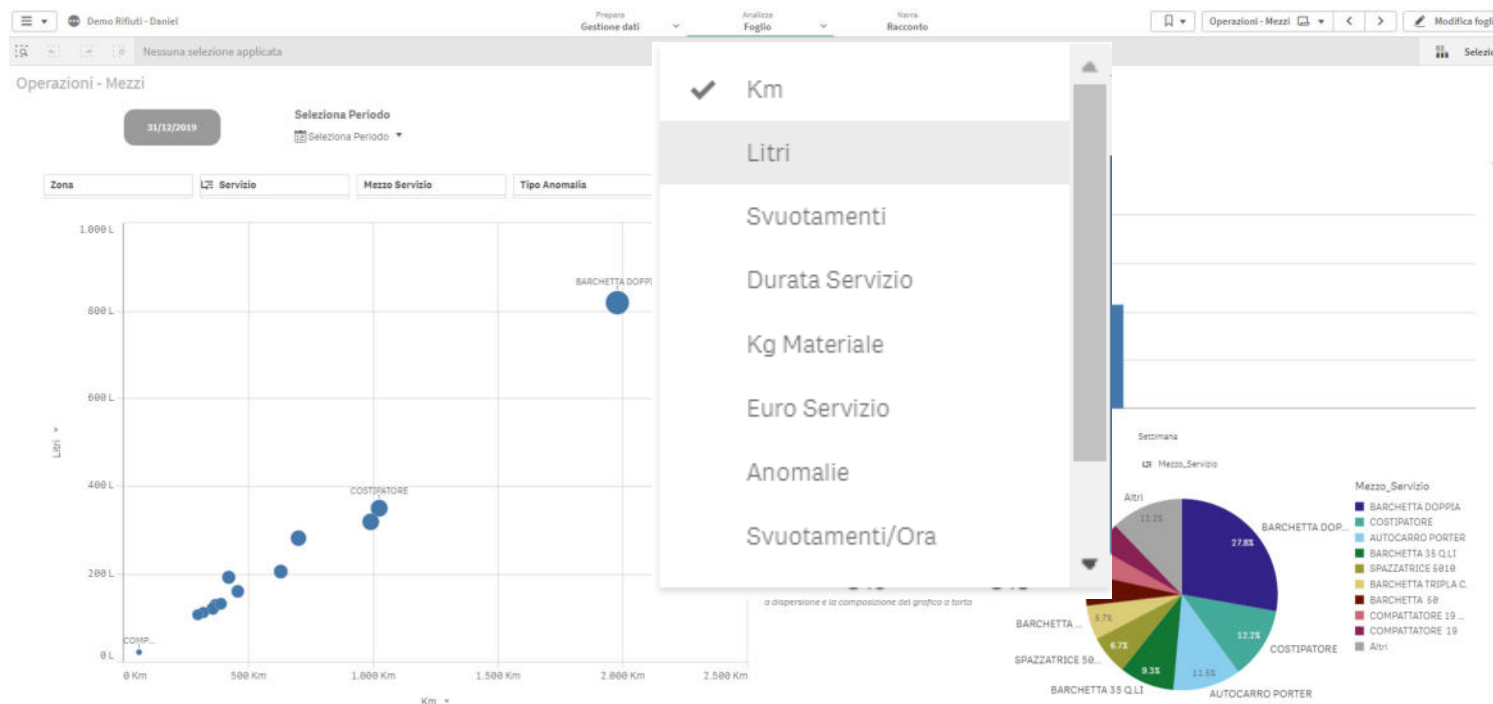 Demo Rifiuti - Daniel
Prepara
Gestione dati
Analizza
Foglio
Narra
Racconto
Operazioni - Mezzi
Modifica fogli
Nessuna selezione applicata
Selezio
Operazioni - Mezzi
31/12/2019
Seleziona Periodo
Seleziona Periodo
Zona
Servizio
Mezzo Servizio
Tipo Anomalia
Km
Litri
Svuotamenti
Durata Servizio
Kg Materiale
Euro Servizio
Anomalie
Svuotamenti/Ora
1.000 L
800 L
600 L
400 L
200 L
0 L
Litri
BARCHETTA DOPPI
COSTIPATORE
COMP...
0 Km
500 Km
1.000 Km
1.500 Km
2.000 Km
2.500 Km
Km
a dispersione e la composizione del grafico a torta
Settimana
Mezzo_Servizio
Altri
12.2%
BARCHETTA DOP...
27.8%
12.2%
COSTIPATORE
11.5%
AUTOCARRO PORTER
9.3%
BARCHETTA 35 Q.LI
6.7%
SPAZZATRICE 50...
5.7%
BARCHETTA ...
Mezzo_Servizio
BARCHETTA DOPPIA
COSTIPATORE
AUTOCARRO PORTER
BARCHETTA 35 Q.LI
SPAZZATRICE 5010
BARCHETTA TRIPLA C.
BARCHETTA 50
COMPATTATORE 19 ...
COMPATTATORE 19
Altri